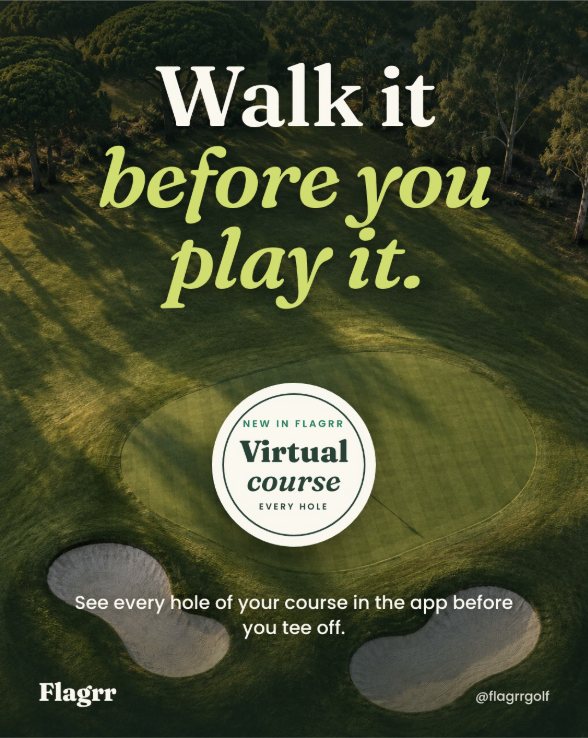 Walk it
before you
play it.
NEW IN FLAGRR
Virtual
course
EVERY HOLE
See every hole of your course in the app before
you tee off.
Flagrr
@flagrrgolf